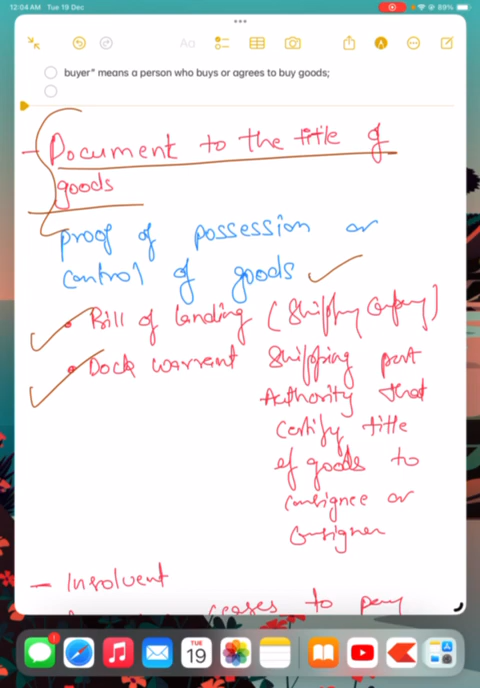 12:04 AM Tue 19 Dec
89%
Aa
buyer" means a person who buys or agrees to buy goods;
- Document to the title of
goods
proof of possession or
control of goods
• Bill of landing (Shipping Company)
• Dock warrent Shipping port
Authority that
certify title
of goods to
consignee or
consigner
- Insolvent
ceases to pay
1
TUE
19